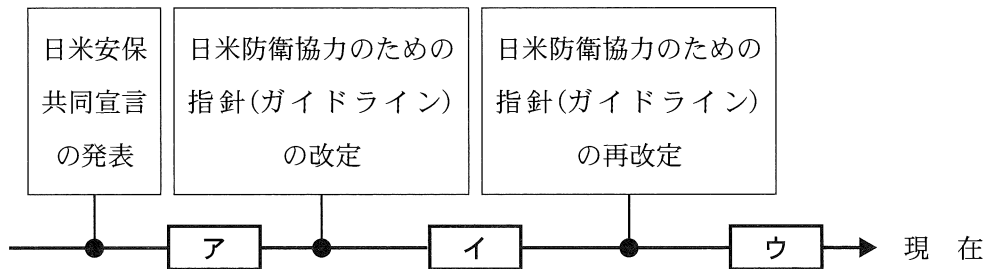 日米安保
共同宣言
の発表
日米防衛協力のための
指針(ガイドライン)
の改定
日米防衛協力のための
指針(ガイドライン)
の再改定
ア
イ
ウ
現 在